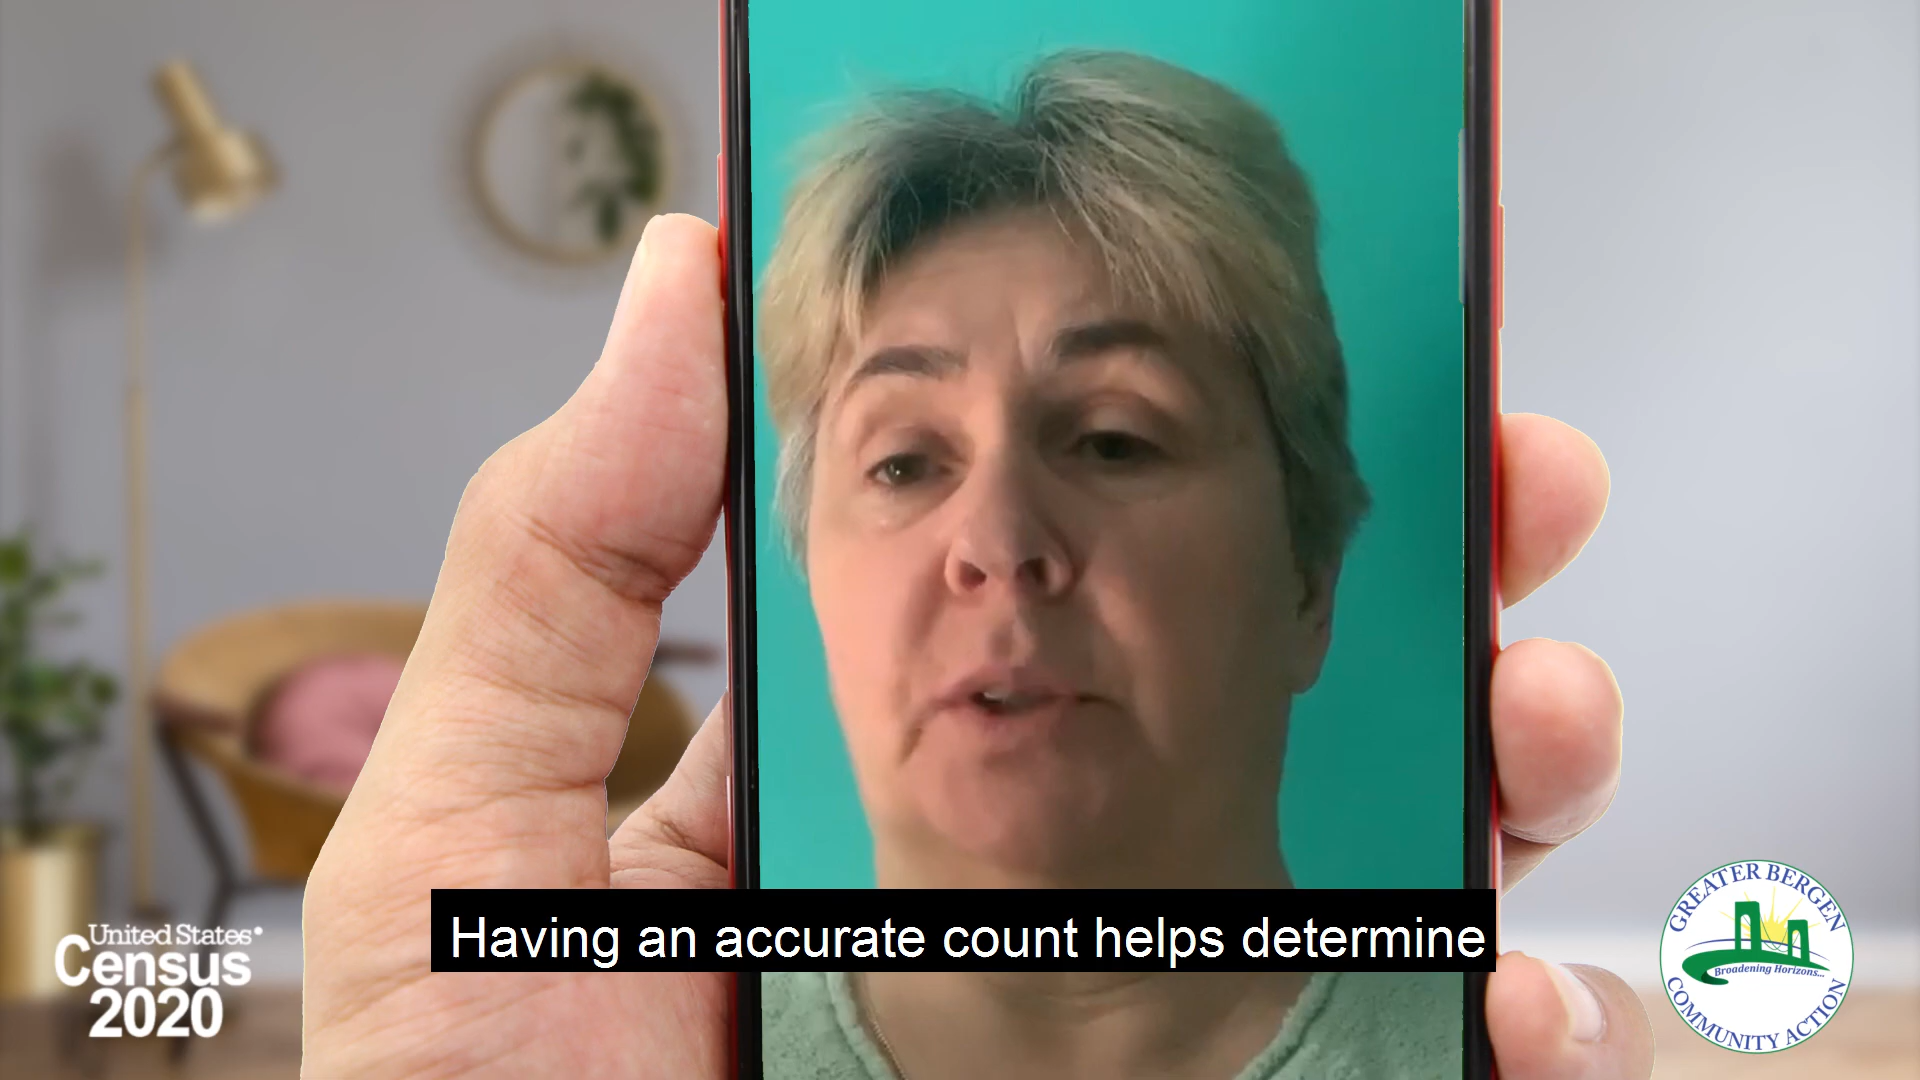 Having an accurate count helps determine
United States®
Census
2020
GREATER BERGEN
Broadening Horizons...
COMMUNITY ACTION